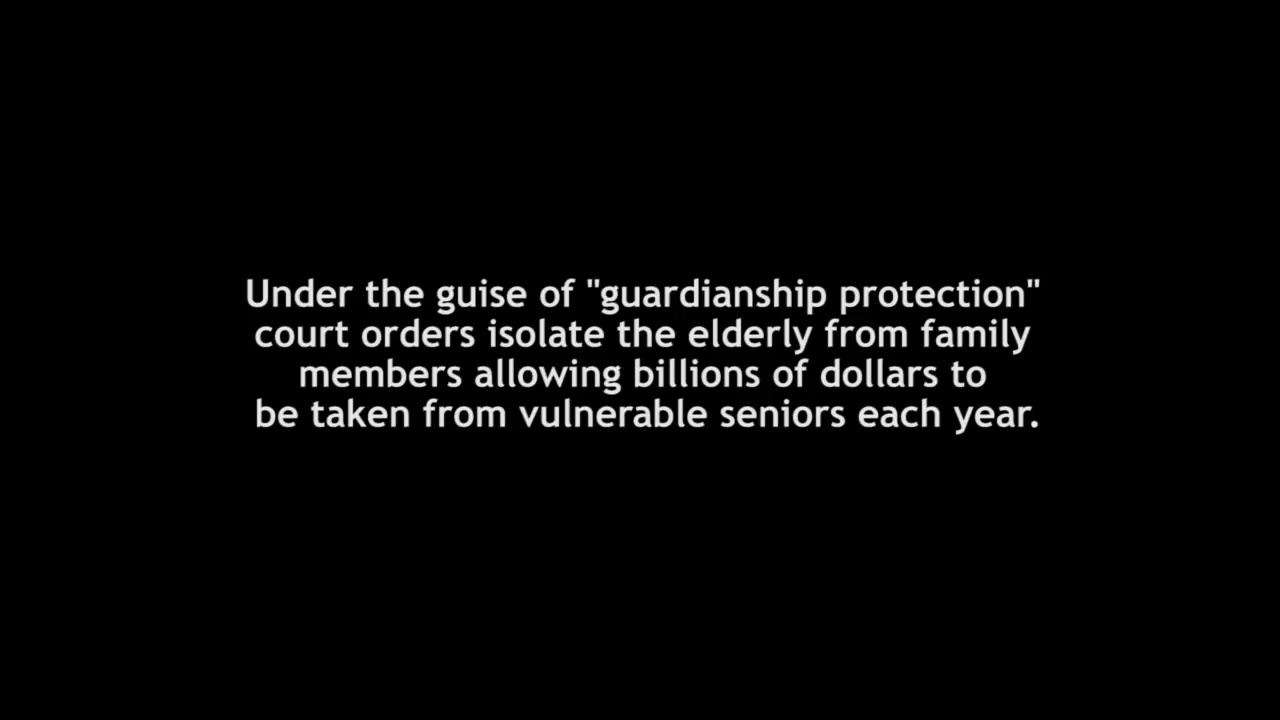 Under the guise of "guardianship protection"
court orders isolate the elderly from family
members allowing billions of dollars to
be taken from vulnerable seniors each year.